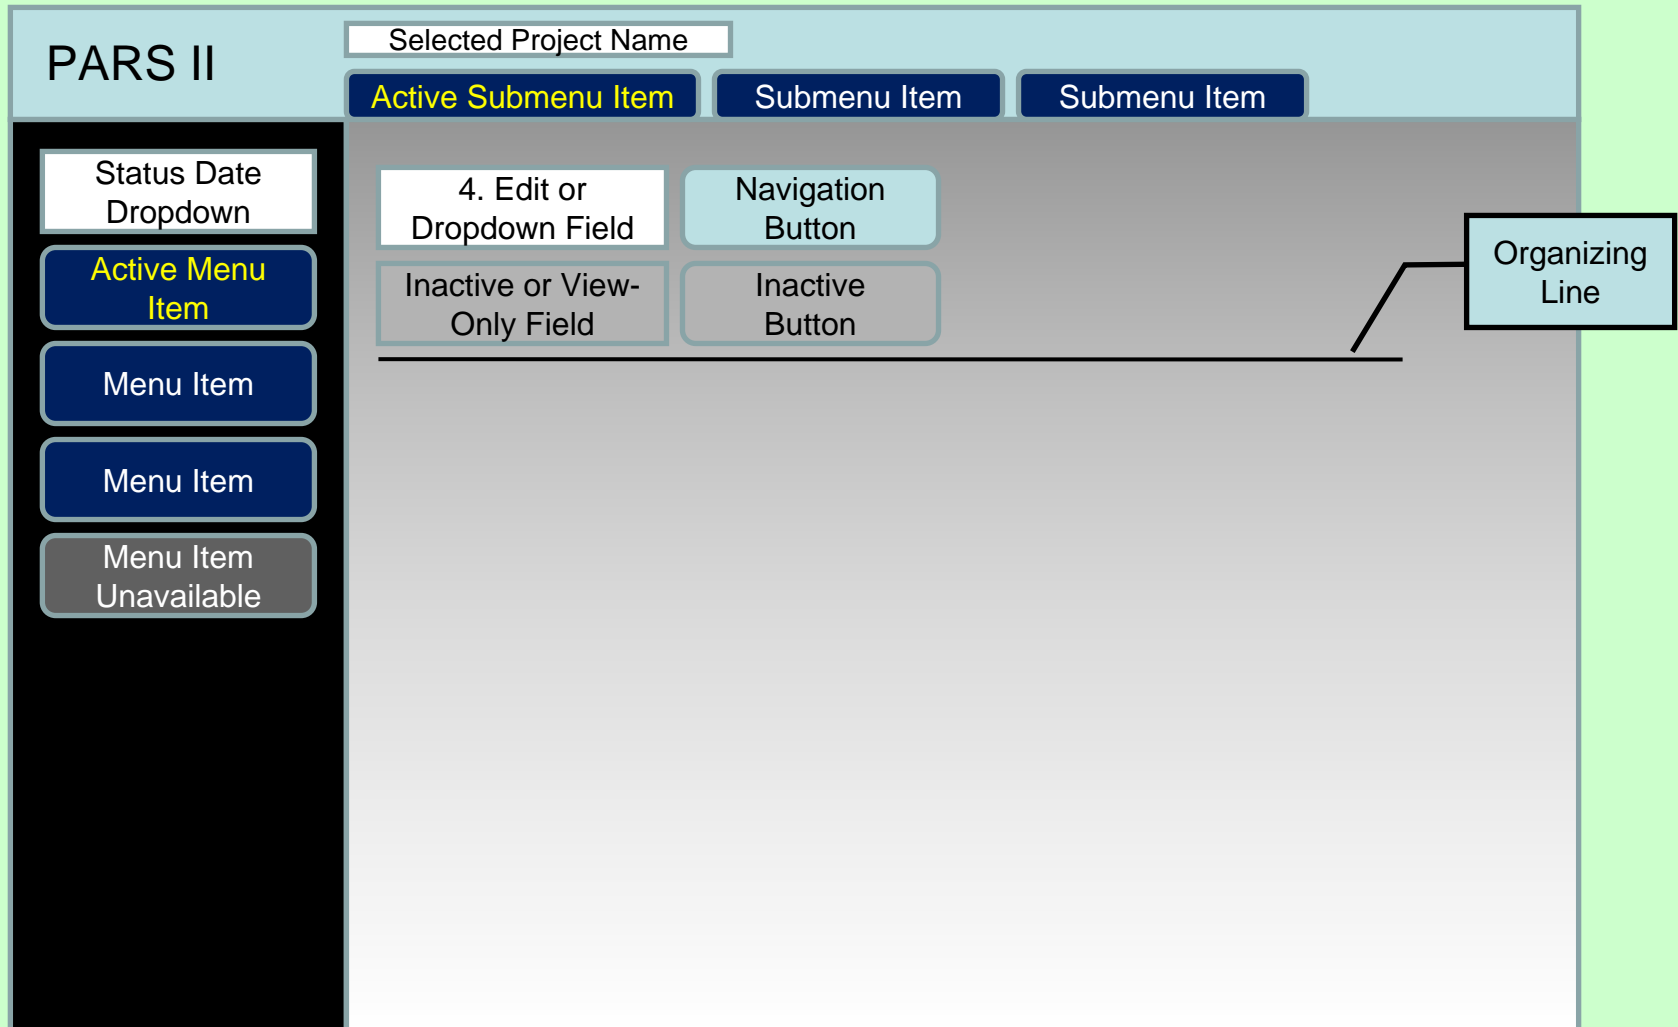 PARS II
Selected Project Name
Active Submenu Item
Submenu Item
Submenu Item
Status Date
Dropdown
Active Menu
Item
Menu Item
Menu Item
Menu Item
Unavailable
4. Edit or
Dropdown Field
Navigation
Button
Inactive or View-
Only Field
Inactive
Button
Organizing
Line